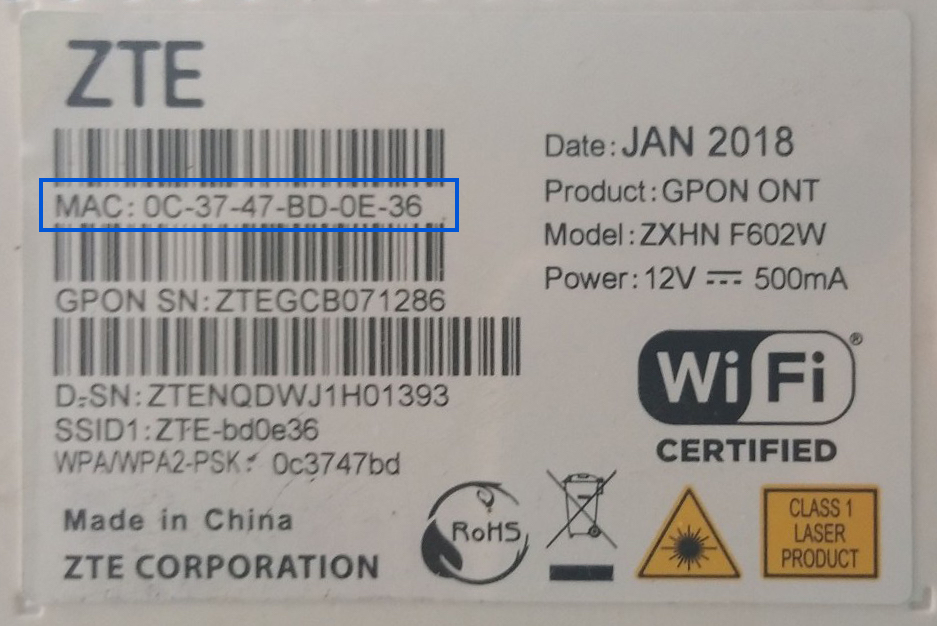 ZTE
MAC: 0C-37-47-BD-0E-36
GPON SN:ZTEGCB071286
D-SN:ZTENQDWJ1H01393
SSID1:ZTE-bd0e36
WPA/WPA2-PSK: 0c3747bd
Made in China
ZTE CORPORATION
Date:JAN 2018
Product:GPON ONT
Model:ZXHN F602W
Power:12V ⎓ 500mA
WiFi®
CERTIFIED
RoHS
CLASS 1
LASER
PRODUCT